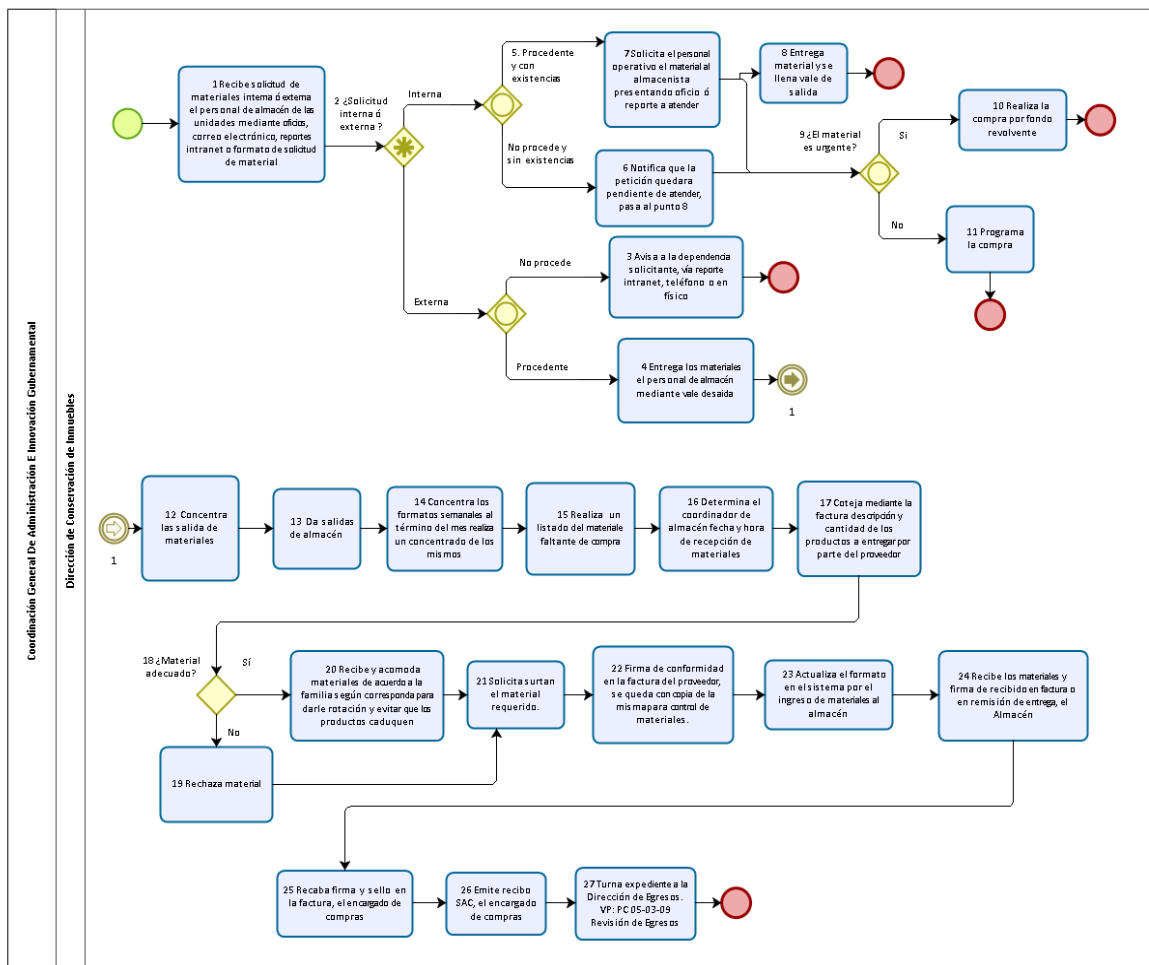 Coordinación General De Administración E Innovación Gubernamental
Dirección de Conservación de Inmuebles
1 Recibe solicitud de
materiales interna ó externa
el personal de almacén de las
unidades mediante oficios,
correo electrónico, reportes
intranet o formato de solicitud
de material
2 ¿Solicitud
interna ó
externa ?
Interna
5. Procedente
y con
existencias
7 Solicita el personal
operativo el material al
almacenista
presentando oficio ó
reporte a atender
8 Entrega
material y se
llena vale de
salida
No procede y
sin existencias
6 Notifica que la
petición quedara
pendiente de atender,
pasa al punto 8
9 ¿El material
es urgente?
Si
10 Realiza la
compra por fondo
revolvente
No
11 Programa
la compra
Externa
No procede
3 Avisa a la dependencia
solicitante, vía reporte
intranet, teléfono o en
físico
Procedente
4 Entrega los materiales
el personal de almacén
mediante vale de saida
1
1
12 Concentra
las salida de
materiales
13 Da salidas
de almacén
14 Concentra los
formatos semanales al
término del mes realiza
un concentrado de los
mismos
15 Realiza un
listado del materiale
faltante de compra
16 Determina el
coordinador de
almacén fecha y hora
de recepción de
materiales
17 Coteja mediante la
factura descripción y
cantidad de los
productos a entregar por
parte del proveedor
18 ¿Material
adecuado?
Sí
20 Recibe y acomoda
materiales de acuerdo a la
familia según corresponda para
darle rotación y evitar que los
productos caduquen
21 Solicita surtan
el material
requerido.
22 Firma de conformidad
en la factura del proveedor,
se queda con copia de la
misma para control de
materiales.
23 Actualiza el formato
en el sistema por el
ingreso de materiales al
almacén
24 Recibe los materiales y
firma de recibido en factura o
en remisión de entrega, el
Almacén
No
19 Rechaza material
25 Recaba firma y sello en
la factura, el encargado de
compras
26 Emite recibo
SAC, el encargado
de compras
27 Turna expediente a la
Dirección de Egresos.
VP: PC 05-03-09
Revisión de Egresos